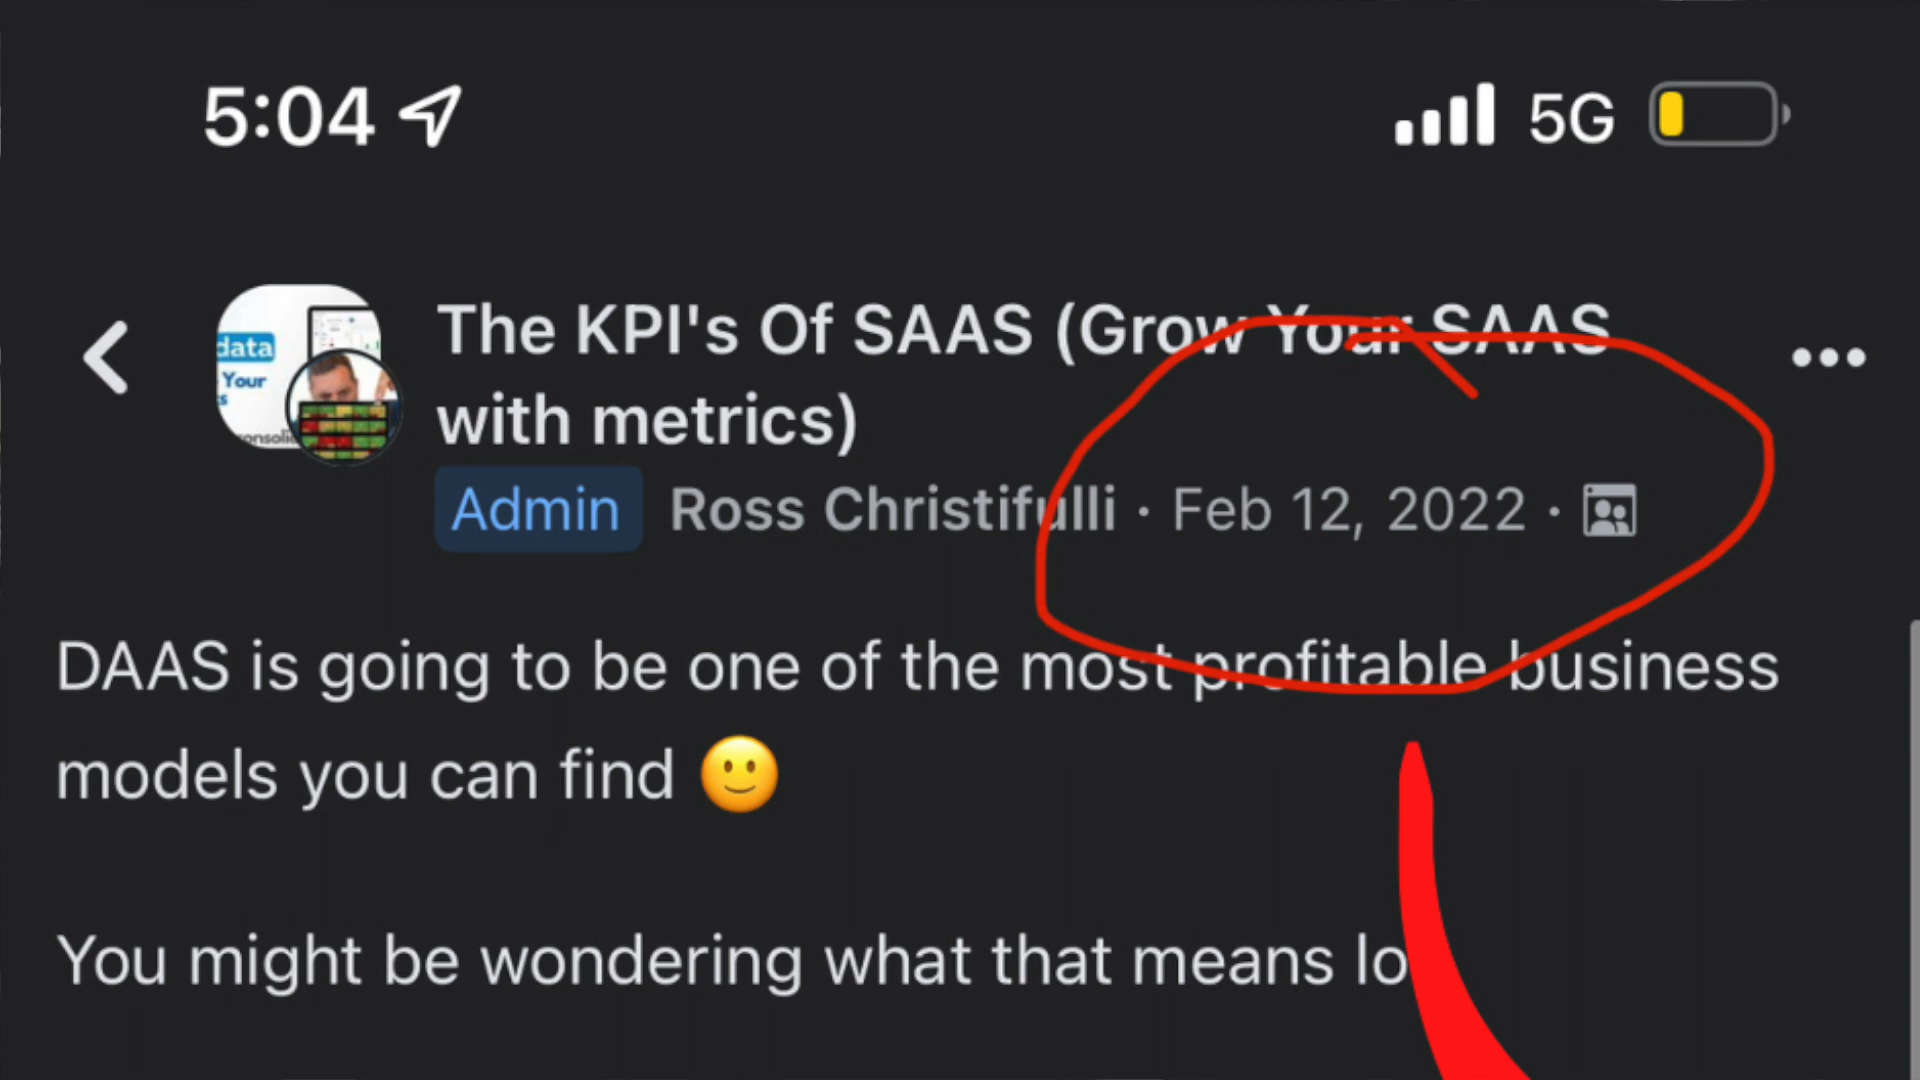 5:04 5G
data
Your
The KPI's Of SAAS (Grow Your SAAS
with metrics)
Admin Ross Christifulli · Feb 12, 2022 ·
DAAS is going to be one of the most profitable business
models you can find 🙂
You might be wondering what that means lo